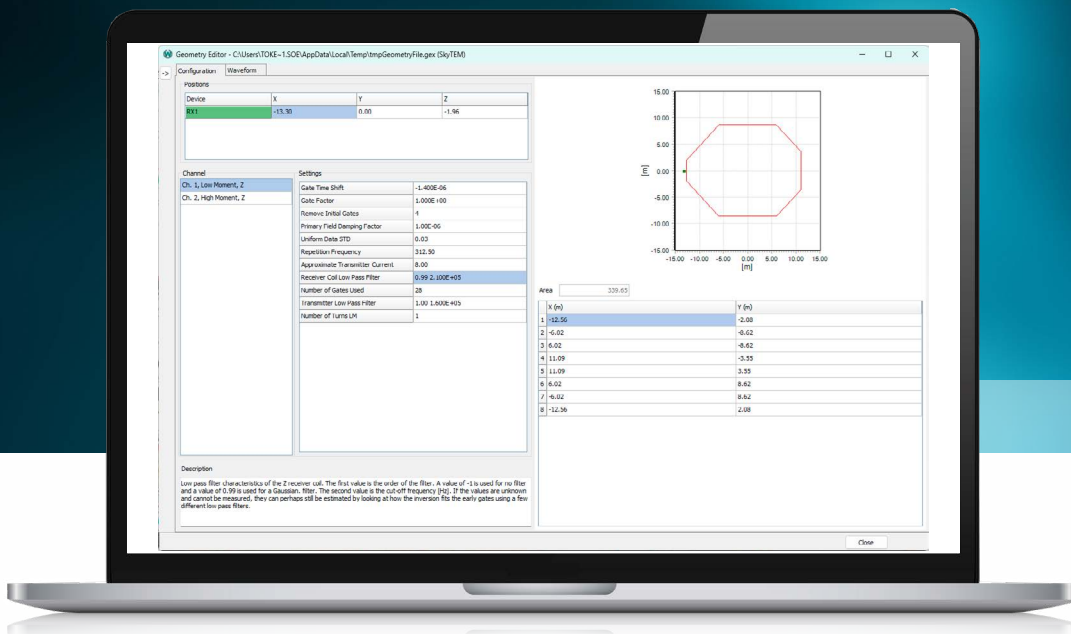 Geometry Editor - C:\Users\TOKE~1.SOE\AppData\Local\Temp\tmpGeometryFile.gex (SkyTEM)
->
Configuration Waveform
Positions
Device X Y Z
RX1 -13.30 0.00 -1.96
Channel
Ch. 1, Low Moment, Z
Ch. 2, High Moment, Z
Settings
Gate Time Shift -1.400E-06
Gate Factor 1.000E+00
Remove Initial Gates 4
Primary Field Damping Factor 1.00E-06
Uniform Data STD 0.03
Repetition Frequency 312.50
Approximate Transmitter Current 8.00
Receiver Coil Low Pass Filter 0.99 2.100E+05
Number of Gates Used 28
Transmitter Low Pass Filter 1.00 1.600E+05
Number of Turns LM 1
Description
Low pass filter characteristics of the Z receiver coil. The first value is the order of the filter. A value of -1 is used for no filter
and a value of 0.99 is used for a Gaussian. filter. The second value is the cut-off frequency [Hz]. If the values are unknown
and cannot be measured, they can perhaps still be estimated by looking at how the inversion fits the early gates using a few
different low pass filters.
15.00
10.00
5.00
[m]
0.00
-5.00
-10.00
-15.00
-15.00 -10.00 -5.00 0.00 5.00 10.00 15.00
[m]
Area 339.65
X (m) Y (m)
1 -12.56 -2.08
2 -6.02 -8.62
3 6.02 -8.62
4 11.09 -3.55
5 11.09 3.55
6 6.02 8.62
7 -6.02 8.62
8 -12.56 2.08
Close